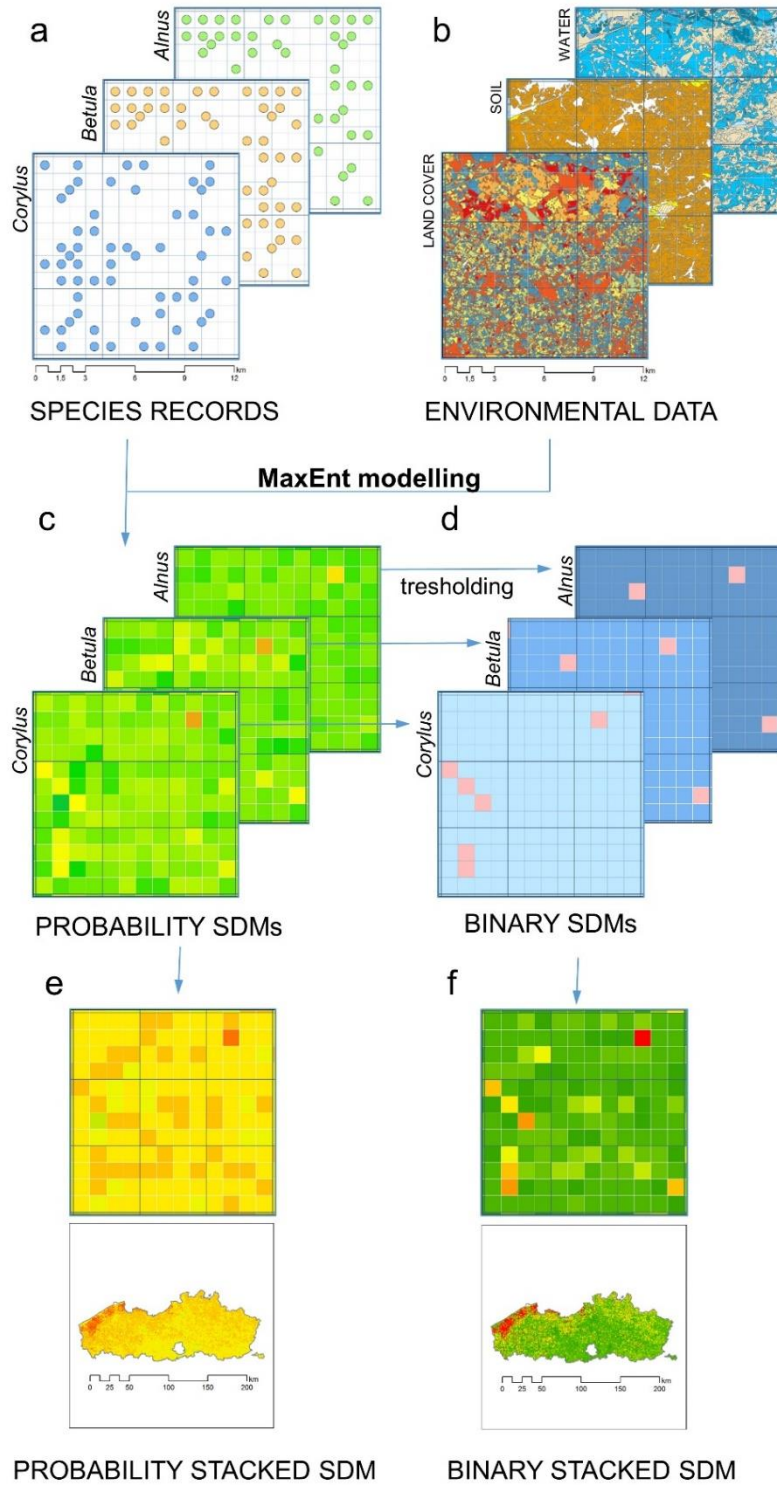 a
Alnus
Betula
Corylus
0 1,5 3 6 9 12
km
SPECIES RECORDS
b
WATER
SOIL
LAND COVER
0 1,5 3 6 9 12
km
ENVIRONMENTAL DATA
MaxEnt modelling
c
Alnus
Betula
Corylus
PROBABILITY SDMs
tresholding
d
Alnus
Betula
Corylus
BINARY SDMs
e
km
0 25 50 100 150 200
PROBABILITY STACKED SDM
f
km
0 25 50 100 150 200
BINARY STACKED SDM